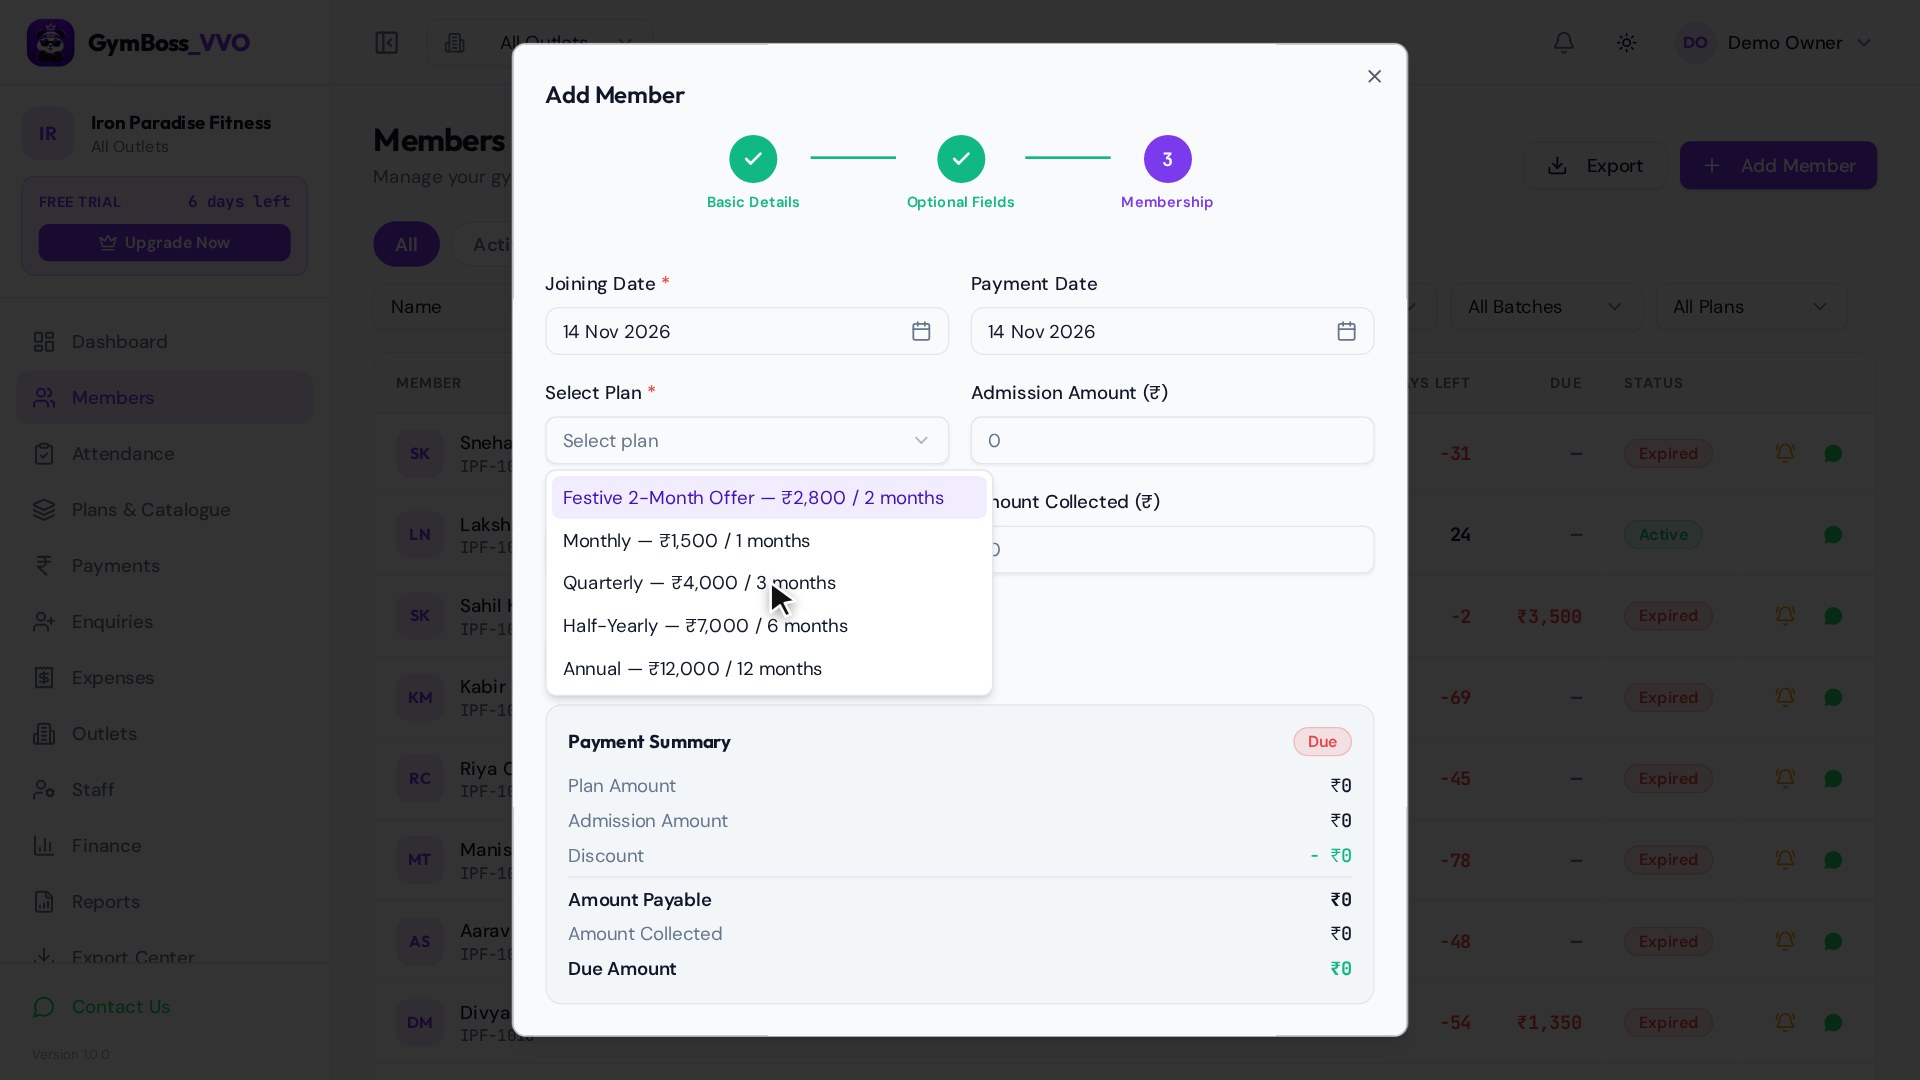 GymBoss_VVO
All Outlets
DO
Demo Owner
IR
Iron Paradise Fitness
All Outlets
FREE TRIAL
6 days left
Upgrade Now
Dashboard
Members
Attendance
Plans & Catalogue
Payments
Enquiries
Expenses
Outlets
Staff
Finance
Reports
Export Center
Contact Us
Version 1.0.0
Members
Manage your gy
Export
Add Member
All
Name
All Batches
All Plans
MEMBER
LEFT
DUE
STATUS
SK
Sneha
-31
—
Expired
LN
24
—
Active
SK
Sahil
-2
₹3,500
Expired
KM
Kabir
-69
—
Expired
RC
Riya
-45
—
Expired
MT
-78
—
Expired
AS
Aarav
-48
—
Expired
DM
Divya
-54
₹1,350
Expired
Add Member
Basic Details
Optional Fields
3
Membership
Joining Date *
14 Nov 2026
Payment Date
14 Nov 2026
Select Plan *
Select plan
Admission Amount (₹)
0
Festive 2-Month Offer — ₹2,800 / 2 months
Monthly — ₹1,500 / 1 months
Quarterly — ₹4,000 / 3 months
Half-Yearly — ₹7,000 / 6 months
Annual — ₹12,000 / 12 months
Collected (₹)
0
Payment Summary
Due
Plan Amount
₹0
Admission Amount
₹0
Discount
- ₹0
Amount Payable
₹0
Amount Collected
₹0
Due Amount
₹0